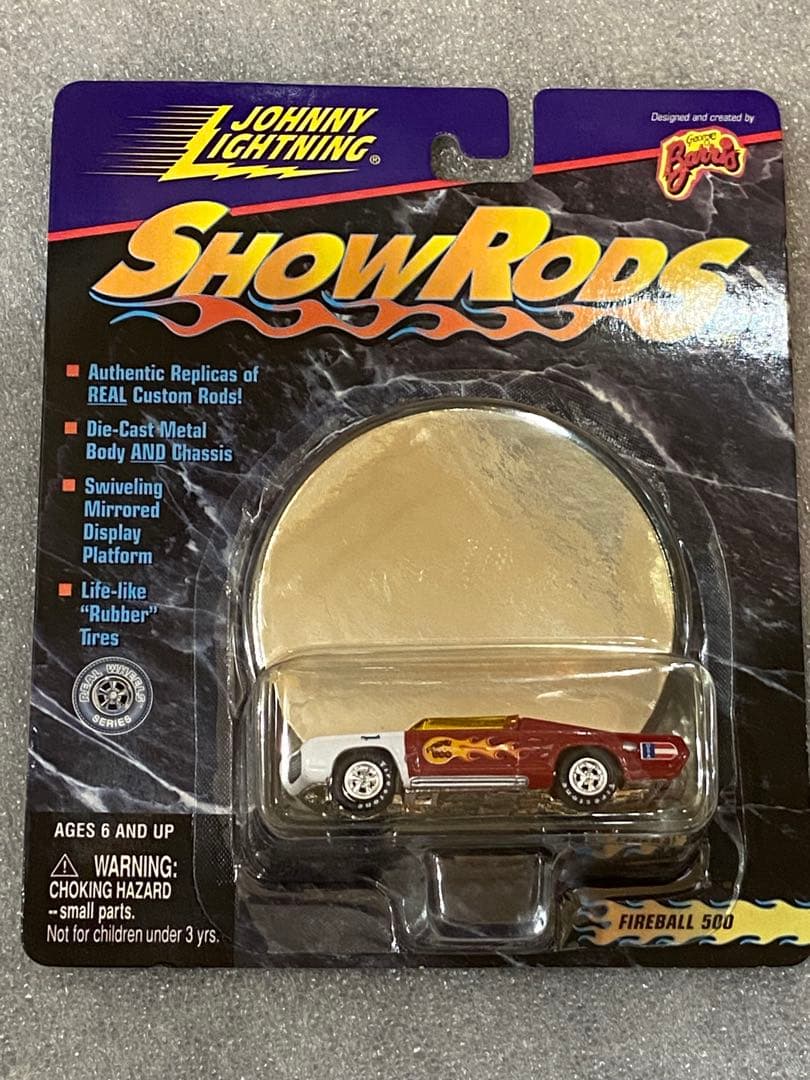 JOHNNY
LIGHTNING®
Designed and created by
George
Barris
SHOWRODS
Authentic Replicas of
REAL Custom Rods!
Die-Cast Metal
Body AND Chassis
Swiveling
Mirrored
Display
Platform
Life-like
"Rubber"
Tires
REAL WHEELS
SERIES
AGES 6 AND UP
WARNING:
CHOKING HAZARD
--small parts.
Not for children under 3 yrs.
500
FIREBALL 500